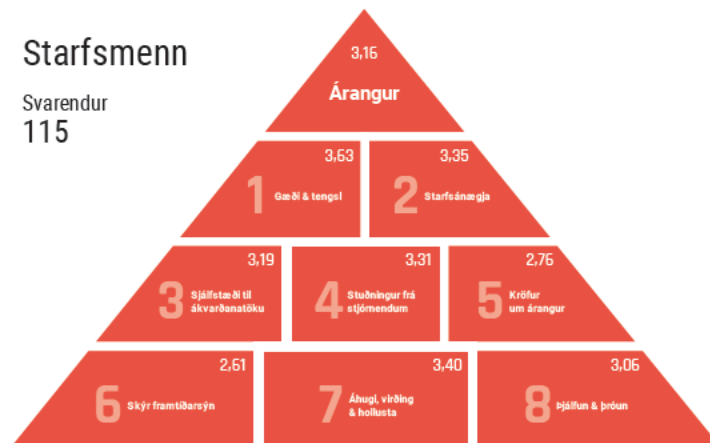 Starfsmenn
Svarendur
115
3,16
Árangur
3,63
1 Gæði & tengsl
3,35
2 Starfsánægja
3,19
3 Sjálfstæði til
ákvarðanatöku
3,31
4 Stuðningur frá
stjórnendum
2,76
5 Kröfur
um árangur
2,61
6 Skýr framtíðarsýn
3,40
7 Áhugi, virðing
& hollusta
3,06
8 Þjálfun & þróun